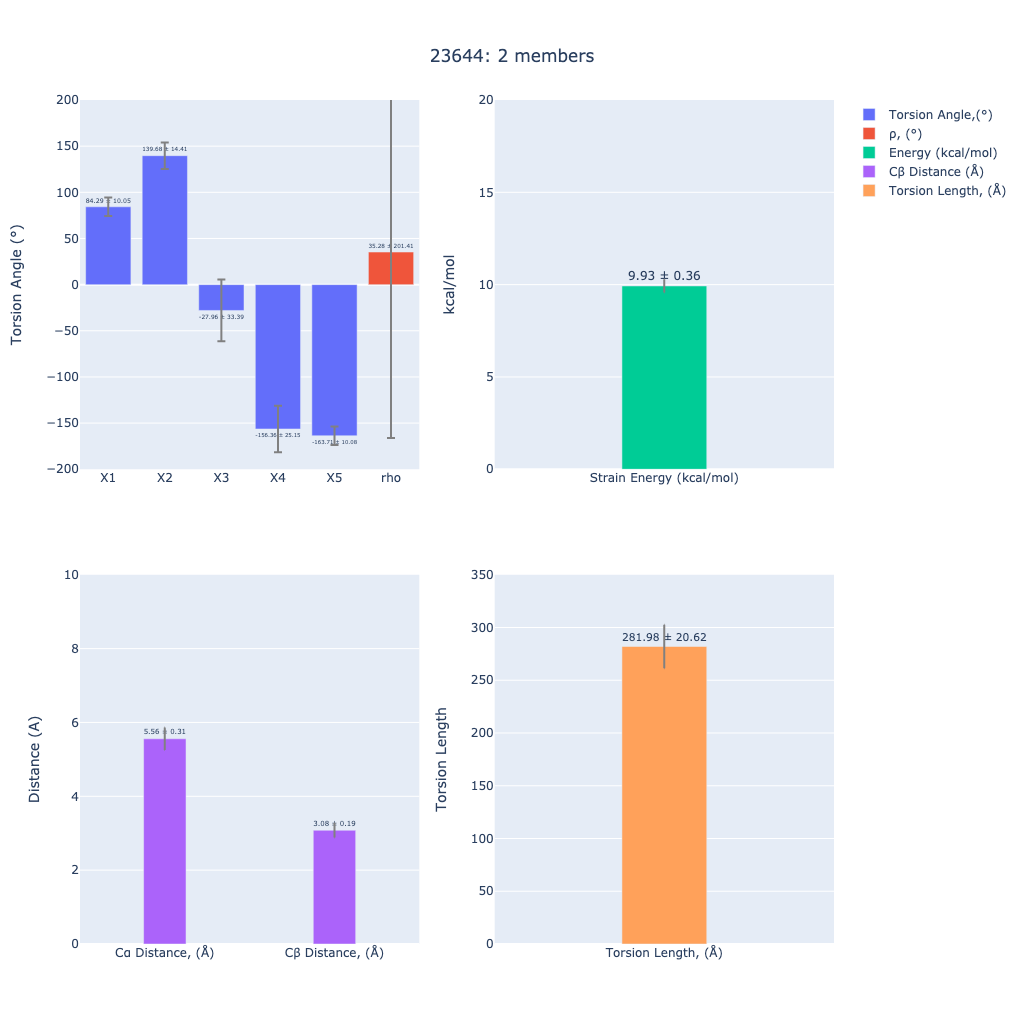 23644: 2 members
Torsion Angle (°)
200
150
100
50
0
−50
−100
−150
−200
84.29 ± 10.05
139.68 ± 14.41
-27.96 ± 33.39
-156.36 ± 25.15
-163.71 ± 10.08
35.28 ± 201.41
X1 X2 X3 X4 X5 rho
kcal/mol
20
15
10
5
0
9.93 ± 0.36
Strain Energy (kcal/mol)
Torsion Angle,(°)
ρ, (°)
Energy (kcal/mol)
Cβ Distance (Å)
Torsion Length, (Å)
Distance (A)
10
8
6
4
2
0
5.56 ± 0.31
3.08 ± 0.19
Cα Distance, (Å) Cβ Distance, (Å)
Torsion Length
350
300
250
200
150
100
50
0
281.98 ± 20.62
Torsion Length, (Å)